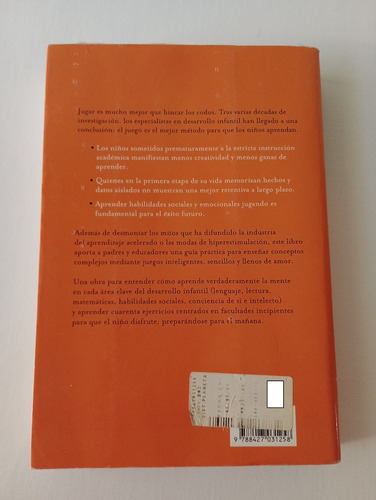 Jugar es mucho mejor que hincar los codos. Tras varias décadas de
investigación, los especialistas en desarrollo infantil han llegado a una
conclusión: el juego es el mejor método para que los niños aprendan.
• Los niños sometidos prematuramente a la estricta instrucción
académica manifiestan menos creatividad y menos ganas de
aprender.
• Quienes en la primera etapa de su vida memorizan hechos y
datos aislados no muestran una mejor retentiva a largo plazo.
• Aprender habilidades sociales y emocionales jugando es
fundamental para el éxito futuro.
Además de desmontar los mitos que ha difundido la industria
del aprendizaje acelerado o las modas de hiperestimulación, este libro
aporta a padres y educadores una guía práctica para enseñar conceptos
complejos mediante juegos inteligentes, sencillos y llenos de amor.
Una obra para entender cómo aprende verdaderamente la mente
en cada área clave del desarrollo infantil (lenguaje, lectura,
matemáticas, habilidades sociales, conciencia de sí e intelecto)
y aprender cuarenta ejercicios centrados en facultades incipientes
para que el niño disfrute, preparándose para el mañana.
9 788427 031258